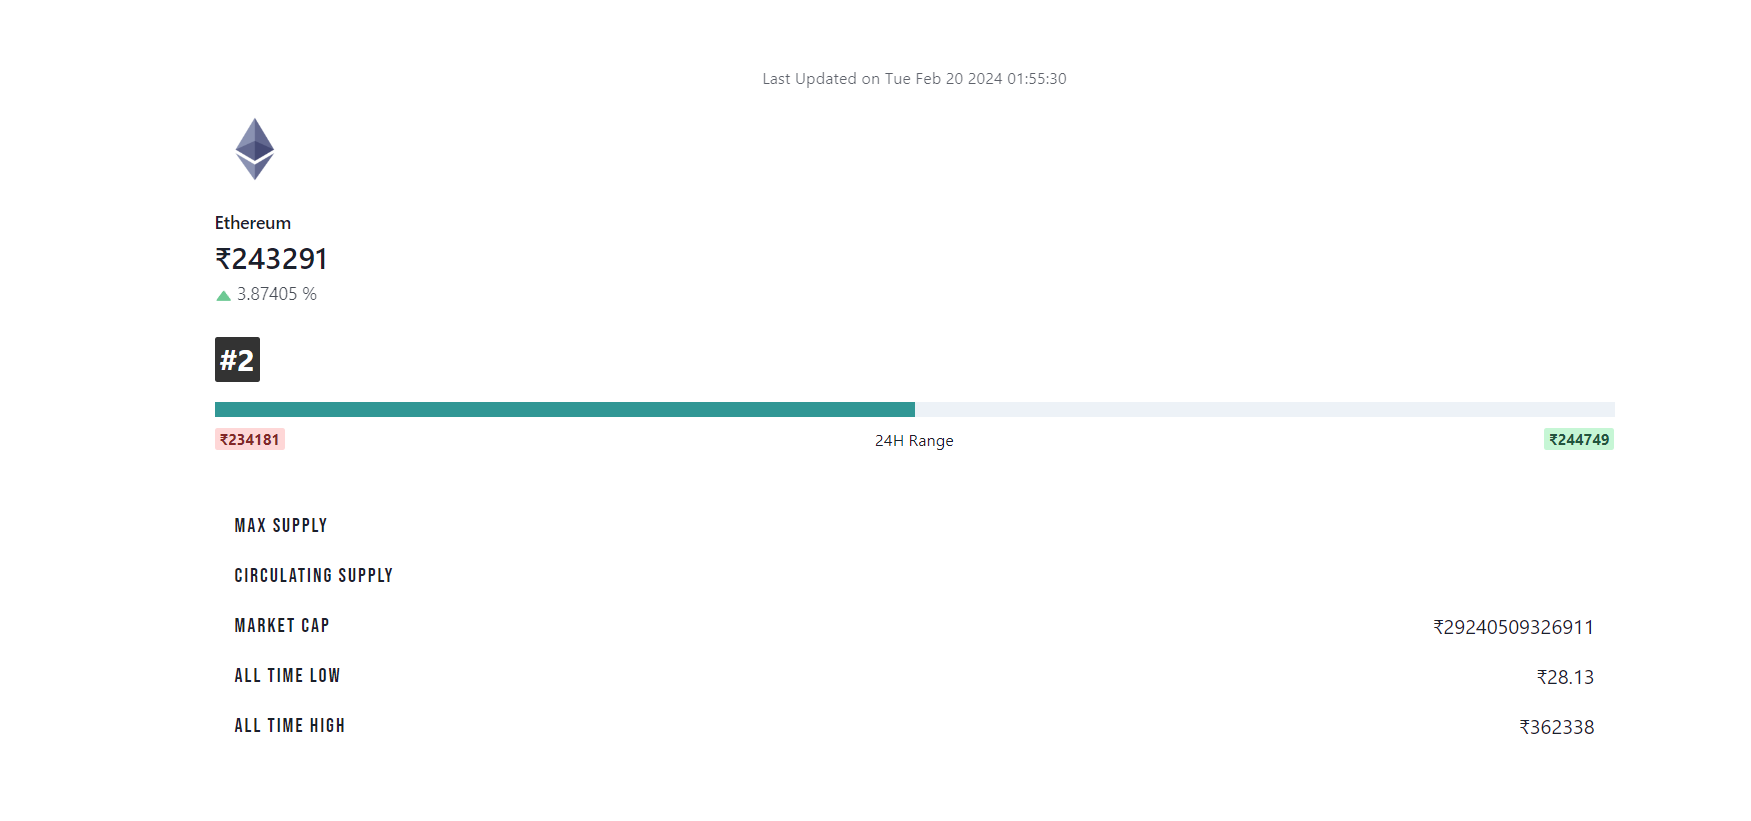 Last Updated on Tue Feb 20 2024 01:55:30
Ethereum
₹243291
3.87405 %
#2
₹234181 24H Range ₹244749
MAX SUPPLY
CIRCULATING SUPPLY
MARKET CAP ₹29240509326911
ALL TIME LOW ₹28.13
ALL TIME HIGH ₹362338